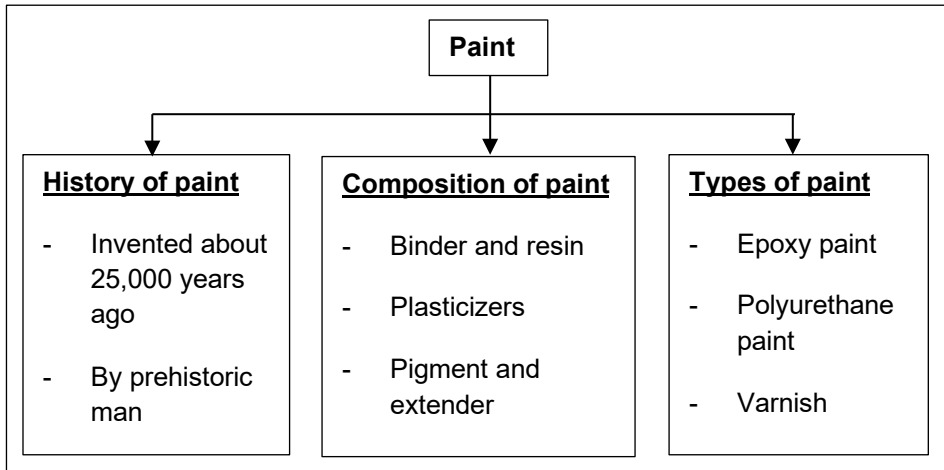 Paint
History of paint
- Invented about
25,000 years
ago
- By prehistoric
man
Composition of paint
- Binder and resin
- Plasticizers
- Pigment and
extender
Types of paint
- Epoxy paint
- Polyurethane
paint
- Varnish